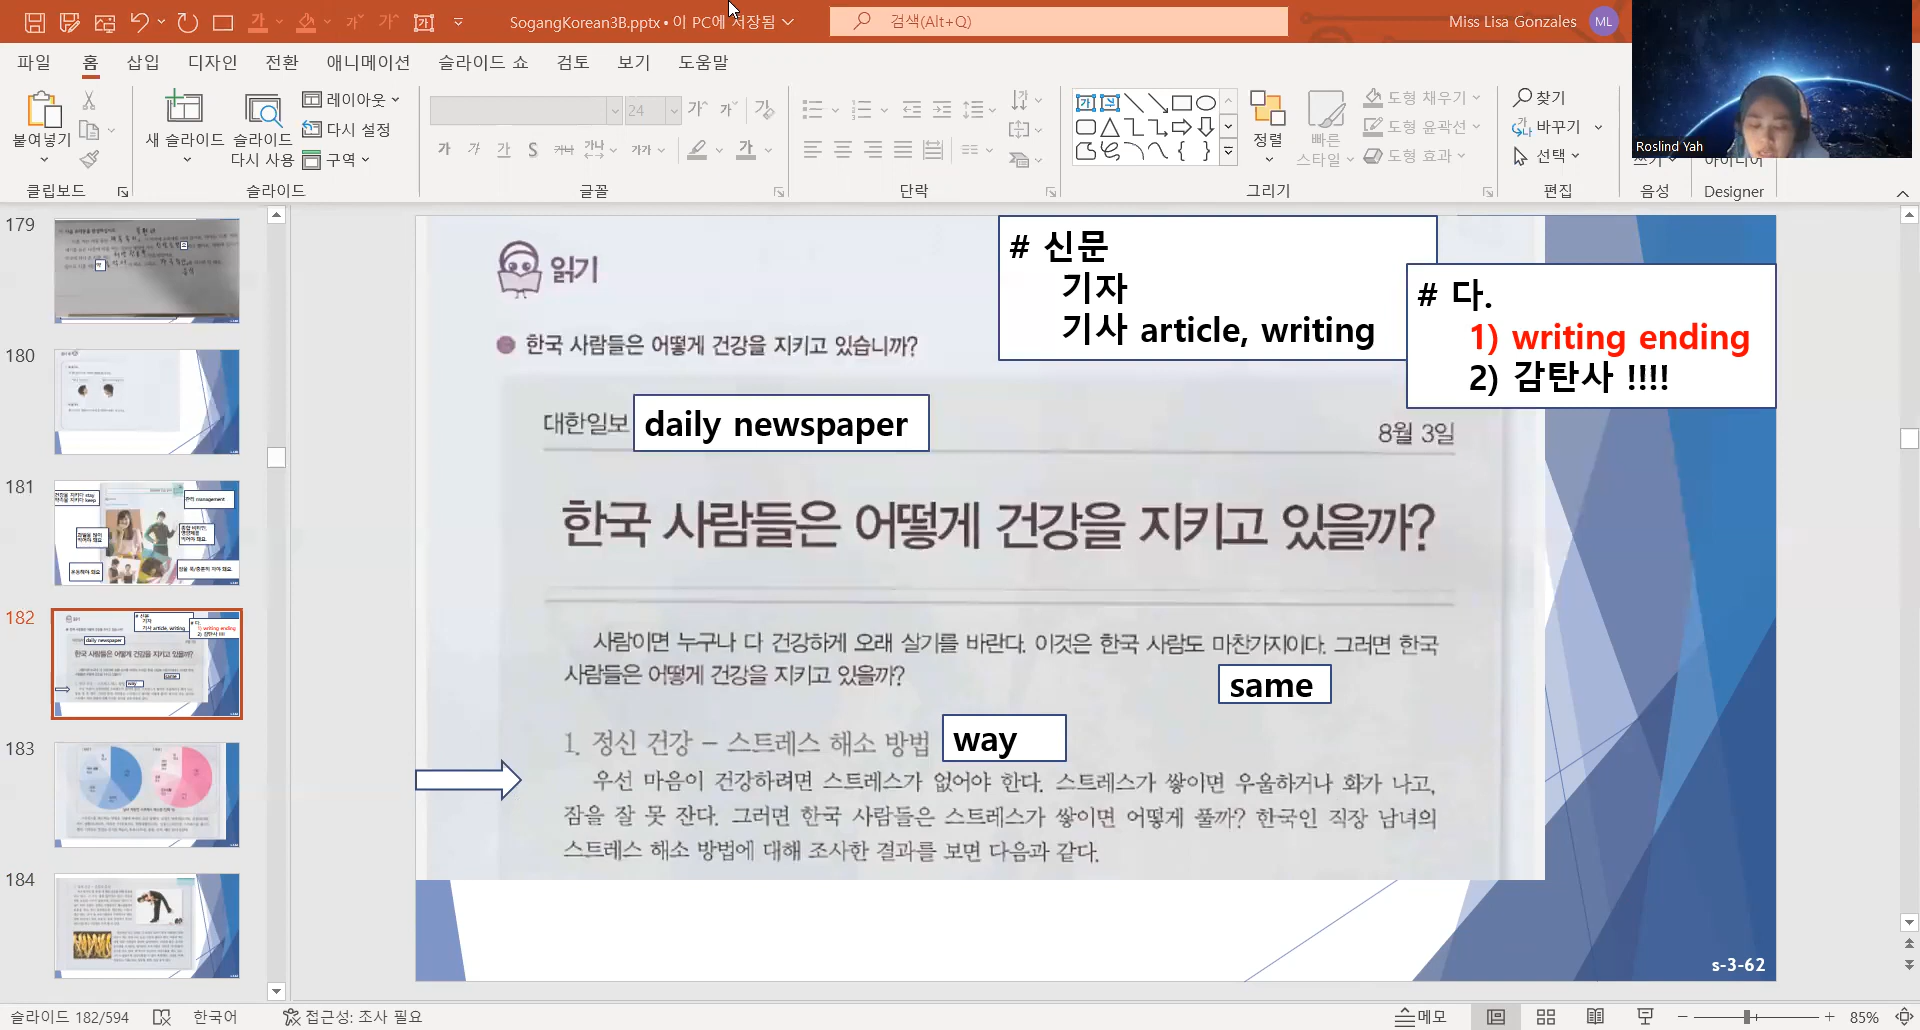 SogangKorean3B.pptx • 이 PC에 저장됨
검색(Alt+Q)
Miss Lisa Gonzales
ML
파일 홈 삽입 디자인 전환 애니메이션 슬라이드 쇼 검토 보기 도움말
붙여넣기
새 슬라이드
슬라이드 다시 사용
레이아웃
다시 설정
구역
24
정렬
빠른 스타일
도형 채우기
도형 윤곽선
도형 효과
찾기
바꾸기
선택
Roslind Yah
클립보드 슬라이드 글꼴 단락 그리기 편집 음성 Designer
179
180
181
182
183
184
읽기
# 신문
기자
기사 article, writing
# 다.
1) writing ending
2) 감탄사 !!!!
한국 사람들은 어떻게 건강을 지키고 있습니까?
대한일보 daily newspaper
8월 3일
한국 사람들은 어떻게 건강을 지키고 있을까?
사람이면 누구나 다 건강하게 오래 살기를 바란다. 이것은 한국 사람도 마찬가지이다. 그러면 한국
사람들은 어떻게 건강을 지키고 있을까?
same
1. 정신 건강 – 스트레스 해소 방법 way
우선 마음이 건강하려면 스트레스가 없어야 한다. 스트레스가 쌓이면 우울하거나 화가 나고,
잠을 잘 못 잔다. 그러면 한국 사람들은 스트레스가 쌓이면 어떻게 풀까? 한국인 직장 남녀의
스트레스 해소 방법에 대해 조사한 결과를 보면 다음과 같다.
s-3-62
슬라이드 182/594 한국어 접근성: 조사 필요 메모 85%